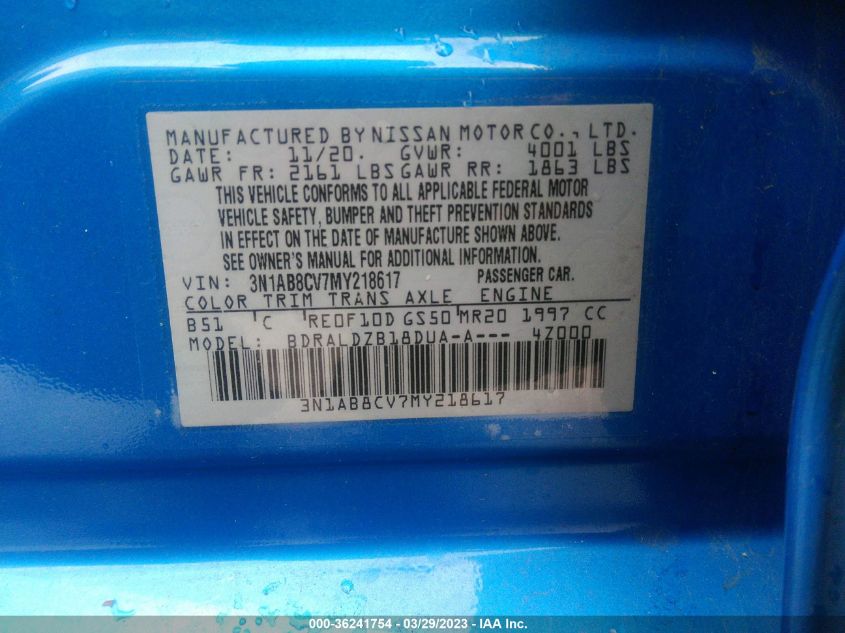 MANUFACTURED BY NISSAN MOTOR CO., LTD.
DATE: 11/20. GVWR: 4001 LBS
GAWR FR: 2161 LBS GAWR RR: 1863 LBS
THIS VEHICLE CONFORMS TO ALL APPLICABLE FEDERAL MOTOR
VEHICLE SAFETY, BUMPER AND THEFT PREVENTION STANDARDS
IN EFFECT ON THE DATE OF MANUFACTURE SHOWN ABOVE.
SEE OWNER'S MANUAL FOR ADDITIONAL INFORMATION.
VIN: 3N1AB8CV7MY218617 PASSENGER CAR.
COLOR TRIM TRANS AXLE ENGINE
B51 C RE0F10D GS50 MR20 1997 CC
MODEL: BDRALDZB18DUA-A--- 4Z000
3N1AB8CV7MY218617
000-36241754 - 03/29/2023 - IAA Inc.